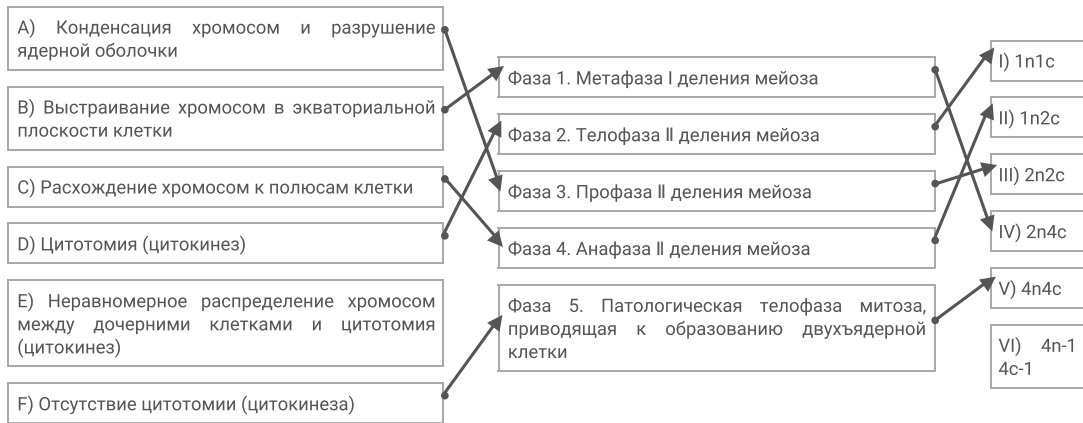 A) Конденсация хромосом и разрушение
ядерной оболочки
B) Выстраивание хромосом в экваториальной
плоскости клетки
C) Расхождение хромосом к полюсам клетки
D) Цитотомия (цитокинез)
E) Неравномерное распределение хромосом
между дочерними клетками и цитотомия
(цитокинез)
F) Отсутствие цитотомии (цитокинеза)
Фаза 1. Метафаза I деления мейоза
Фаза 2. Телофаза II деления мейоза
Фаза 3. Профаза II деления мейоза
Фаза 4. Анафаза II деления мейоза
Фаза 5. Патологическая телофаза митоза,
приводящая к образованию двухъядерной
клетки
I) 1n1c
II) 1n2c
III) 2n2c
IV) 2n4c
V) 4n4c
VI) 4n-1
4c-1